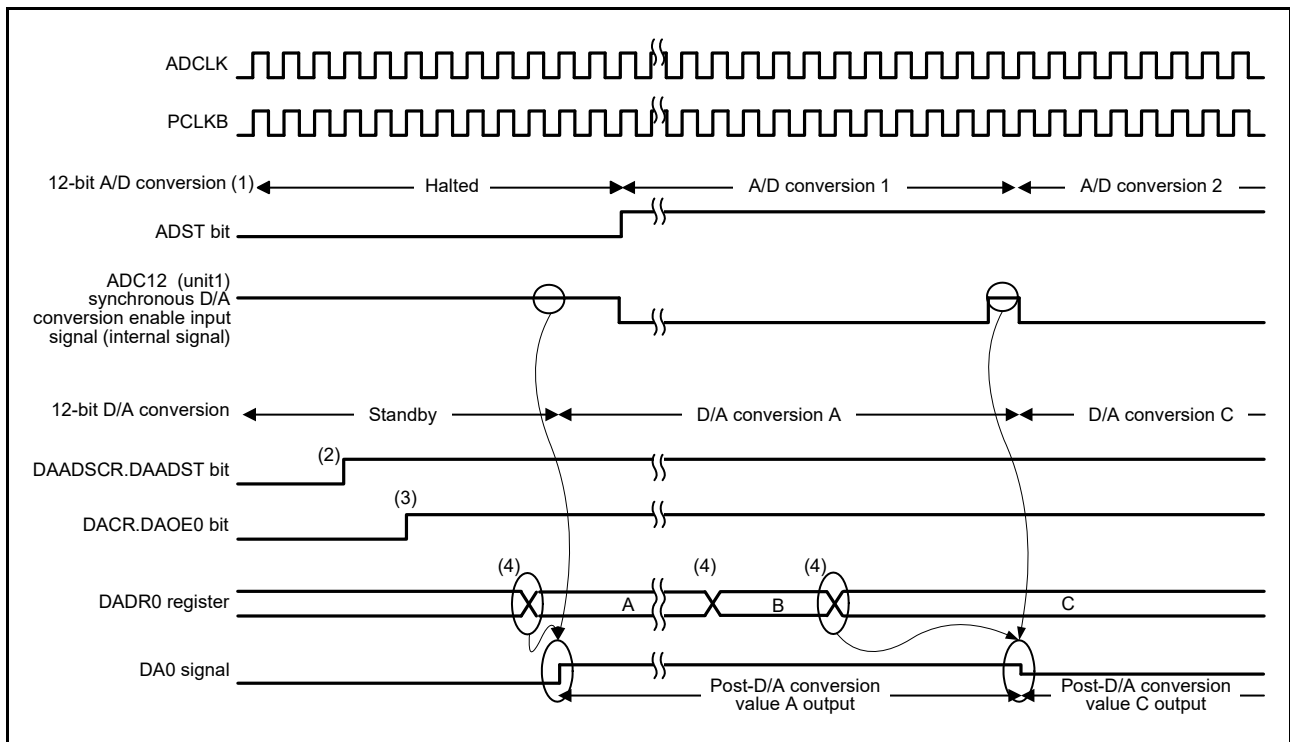 ADCLK
PCLKB
12-bit A/D conversion (1)
Halted
A/D conversion 1
A/D conversion 2
ADST bit
ADC12 (unit1)
synchronous D/A
conversion enable input
signal (internal signal)
12-bit D/A conversion
Standby
D/A conversion A
D/A conversion C
DAADSCR.DAADST bit
(2)
DACR.DAOE0 bit
(3)
(4)
(4)
(4)
DADR0 register
A
B
C
DA0 signal
Post-D/A conversion
value A output
Post-D/A conversion
value C output